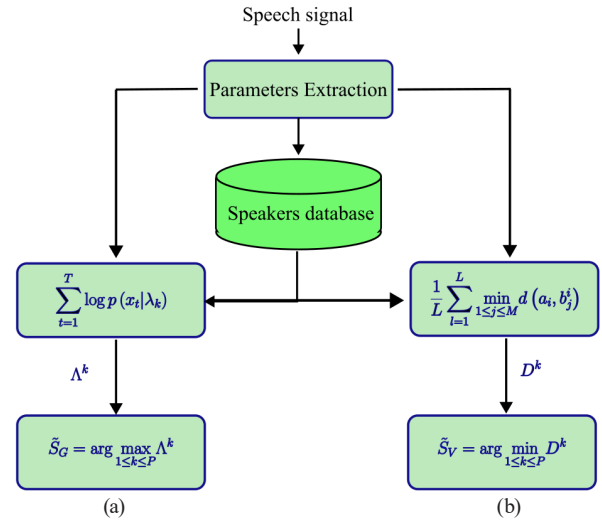 Speech signal
Parameters Extraction
Speakers database
$\sum_{t=1}^{T} \log p\,(x_t|\lambda_k)$
$\frac{1}{L}\sum_{l=1}^{L} \min_{1\leq j\leq M} d\,(a_i, b_j^i)$
$\Lambda^k$
$D^k$
$\tilde{S}_G = \arg\max_{1\leq k\leq P} \Lambda^k$
$\tilde{S}_V = \arg\min_{1\leq k\leq P} D^k$
(a)
(b)